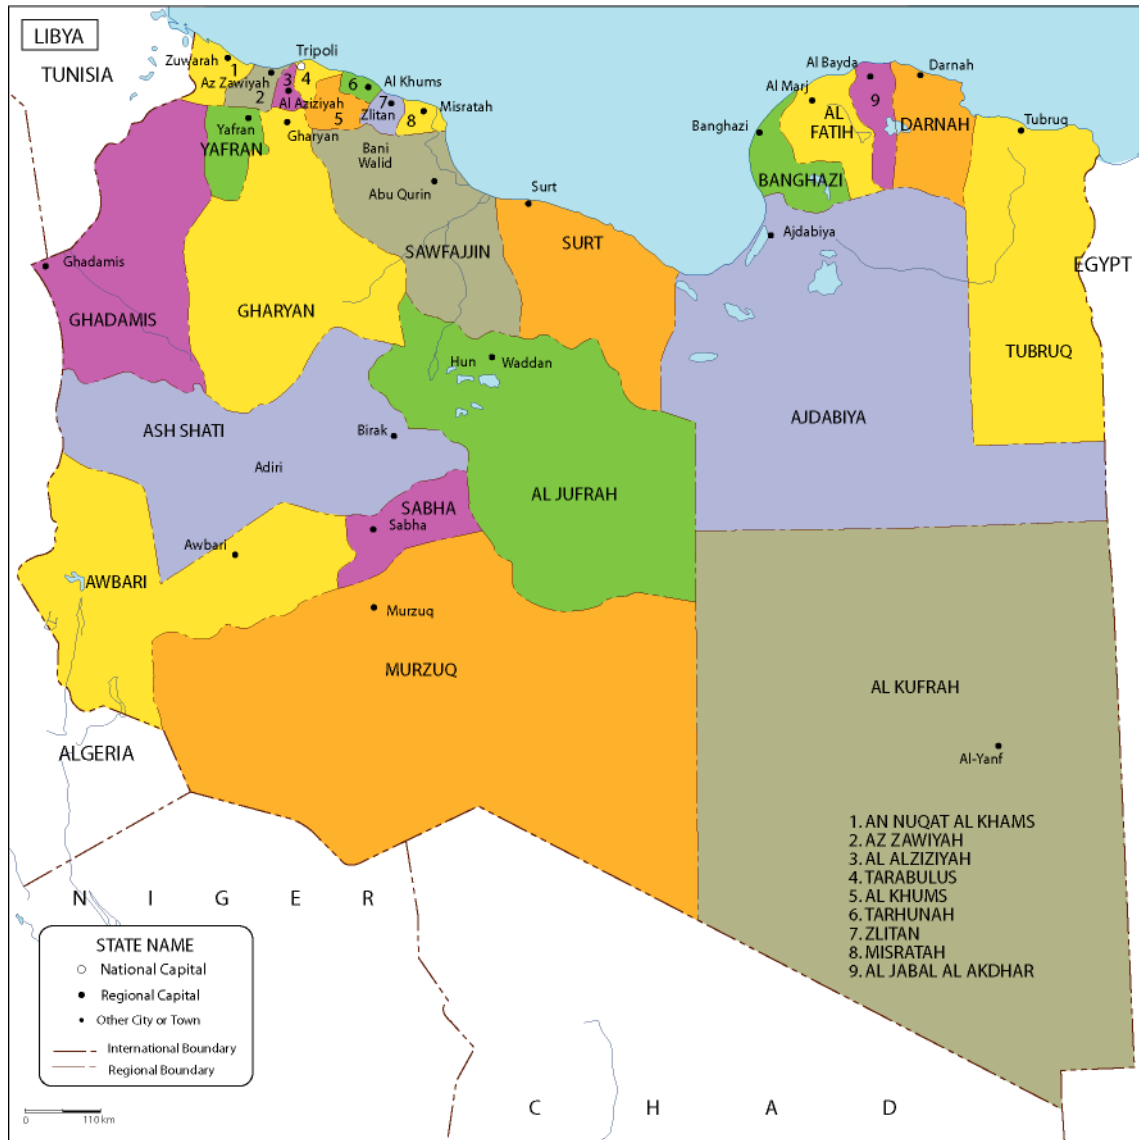 LIBYA
TUNISIA
Zuwarah
1
Az Zawiyah
2
3
Tripoli
4
Al Aziziyah
5
6
Al Khums
7
Zlitan
8
Misratah
Yafran
YAFRAN
Gharyan
Bani
Walid
Abu Qurin
Al Bayda
Darnah
Al Marj
9
AL
FATIH
DARNAH
Tubruq
Banghazi
BANGHAZI
Surt
SURT
SAWFAJJIN
Ajdabiya
EGYPT
Ghadamis
GHADAMIS
GHARYAN
TUBRUQ
Hun
Waddan
ASH SHATI
Birak
AJDABIYA
Adiri
AL JUFRAH
SABHA
Sabha
Awbari
AWBARI
Murzuq
MURZUQ
AL KUFRAH
ALGERIA
Al-Yanf
1. AN NUQAT AL KHAMS
2. AZ ZAWIYAH
3. AL ALZIZIYAH
4. TARABULUS
5. AL KHUMS
6. TARHUNAH
7. ZLITAN
8. MISRATAH
9. AL JABAL AL AKDHAR
N I G E R
STATE NAME
National Capital
Regional Capital
Other City or Town
International Boundary
Regional Boundary
0 110 km
C H A D